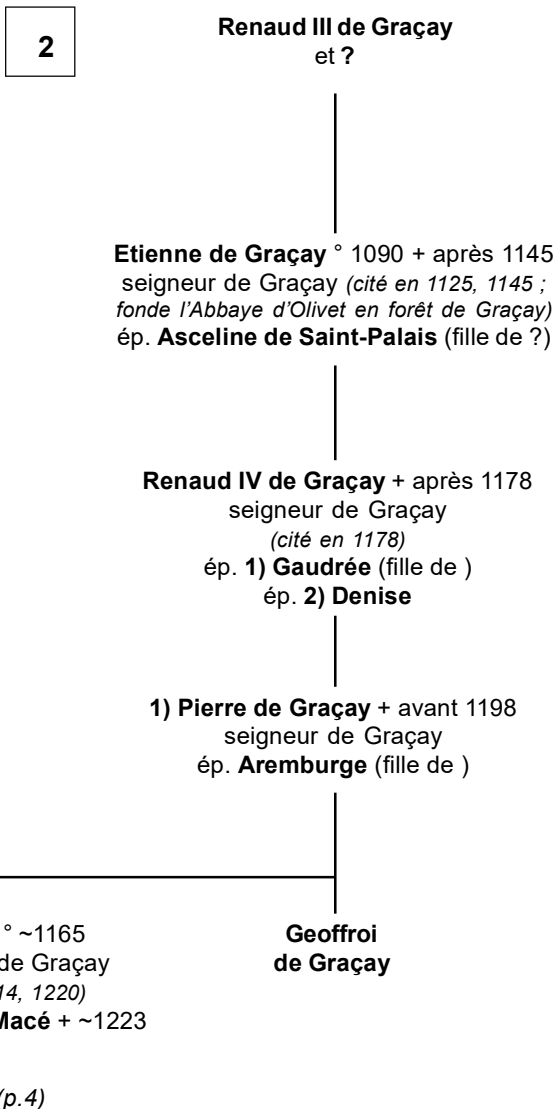 2
Renaud III de Graçay
et ?
Etienne de Graçay ° 1090 + après 1145
seigneur de Graçay (cité en 1125, 1145 ;
fonde l’Abbaye d’Olivet en forêt de Graçay)
ép. Asceline de Saint-Palais (fille de ?)
Renaud IV de Graçay + après 1178
seigneur de Graçay
(cité en 1178)
ép. 1) Gaudrée (fille de )
ép. 2) Denise
1) Pierre de Graçay + avant 1198
seigneur de Graçay
ép. Aremburge (fille de )
° ~1165
de Graçay
14, 1220)
Macé + ~1223
(p.4)
Geoffroi
de Graçay